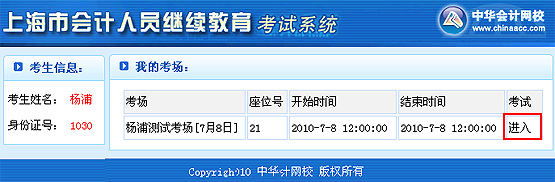 上海市会计人员继续教育 考试系统
中华会计网校
www.chinaacc.com
考生信息：
考生姓名： 杨浦
身份证号： 1030
我的考场：
考场 座位号 开始时间 结束时间 考试
杨浦测试考场[7月8日] 21 2010-7-8 12:00:00 2010-7-8 12:00:00 进入
Copyrigh)10 中华会计网校 版权所有